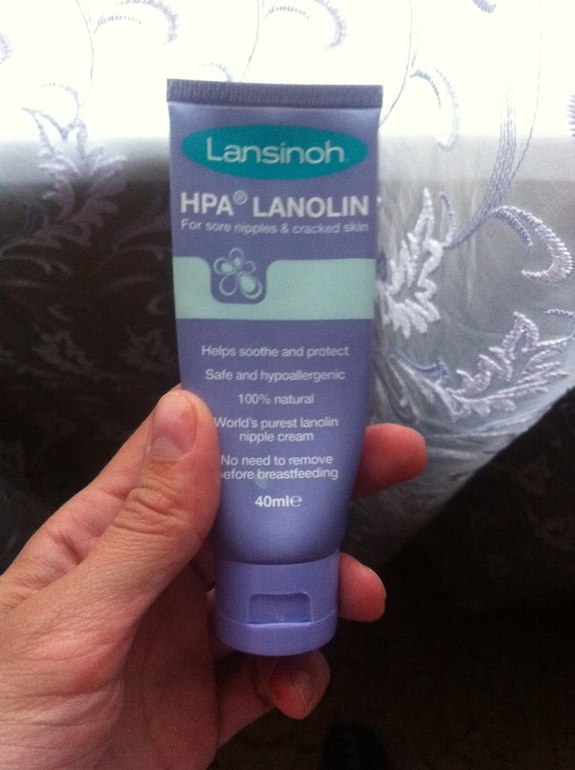 Lansinoh
HPA® LANOLIN
For sore nipples & cracked skin
Helps soothe and protect
Safe and hypoallergenic
100% natural
World's purest lanolin
nipple cream
No need to remove
before breastfeeding
40ml℮